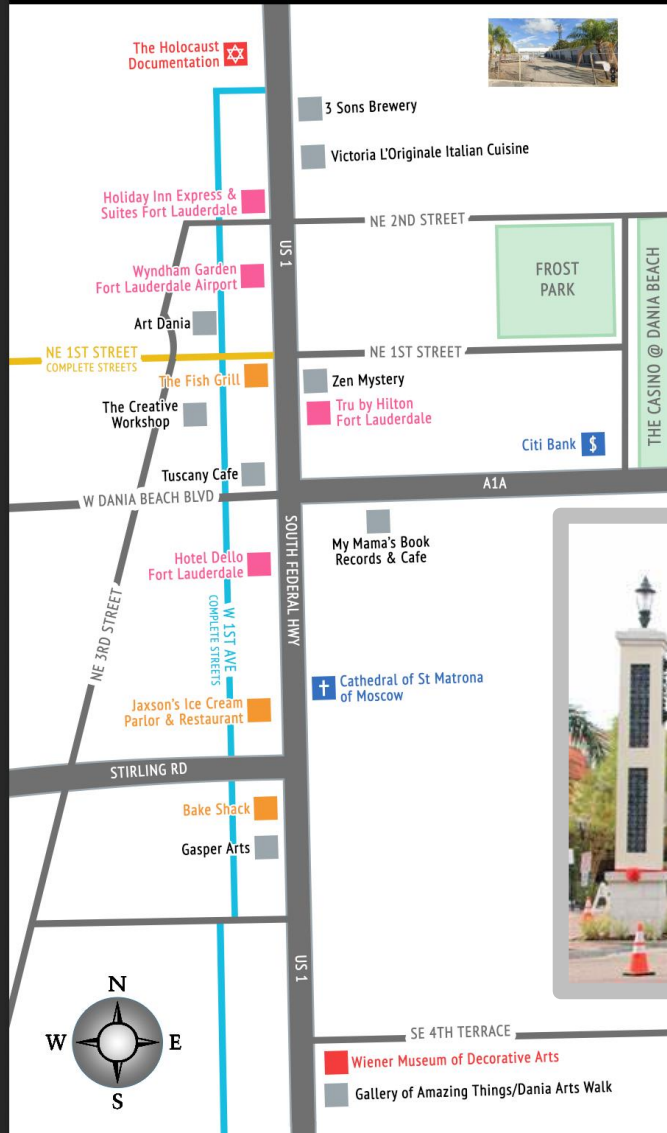 The Holocaust
Documentation
3 Sons Brewery
Victoria L'Originale Italian Cuisine
Holiday Inn Express &
Suites Fort Lauderdale
NE 2ND STREET
US 1
FROST
PARK
THE CASINO @ DANIA BEACH
Wyndham Garden
Fort Lauderdale Airport
Art Dania
NE 1ST STREET
COMPLETE STREETS
NE 1ST STREET
The Fish Grill
Zen Mystery
The Creative
Workshop
Tru by Hilton
Fort Lauderdale
Citi Bank
$
Tuscany Cafe
A1A
W DANIA BEACH BLVD
SOUTH FEDERAL HWY
My Mama's Book
Records & Cafe
Hotel Dello
Fort Lauderdale
W 1ST AVE
COMPLETE STREETS
NE 3RD STREET
Cathedral of St Matrona
of Moscow
Jaxson's Ice Cream
Parlor & Restaurant
STIRLING RD
Bake Shack
Gasper Arts
US 1
N
W
E
S
SE 4TH TERRACE
Wiener Museum of Decorative Arts
Gallery of Amazing Things/Dania Arts Walk